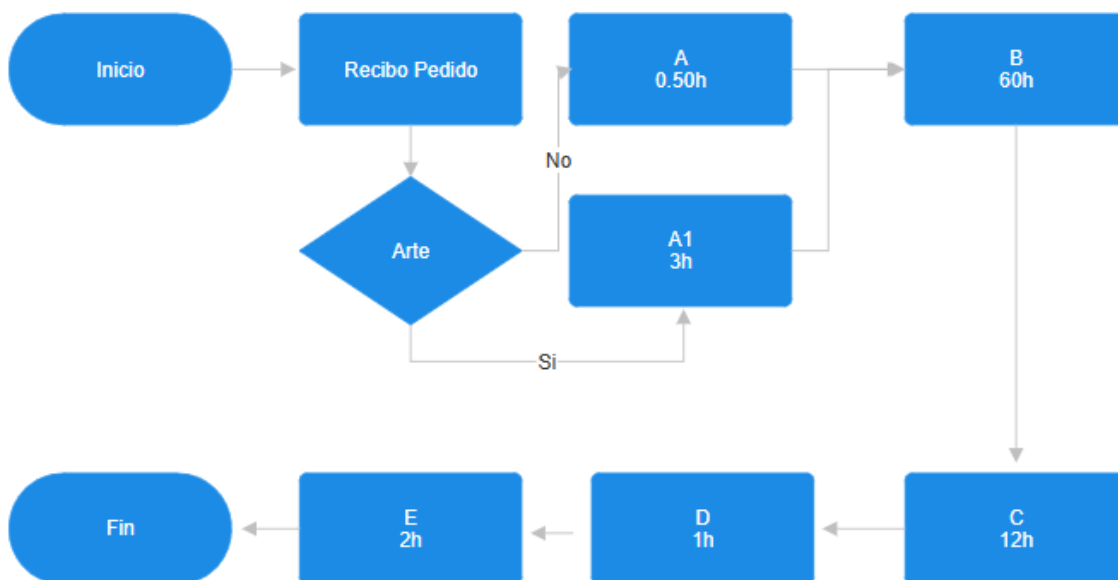 Inicio
Recibo Pedido
A
0.50h
B
60h
No
Arte
A1
3h
Si
Fin
E
2h
D
1h
C
12h